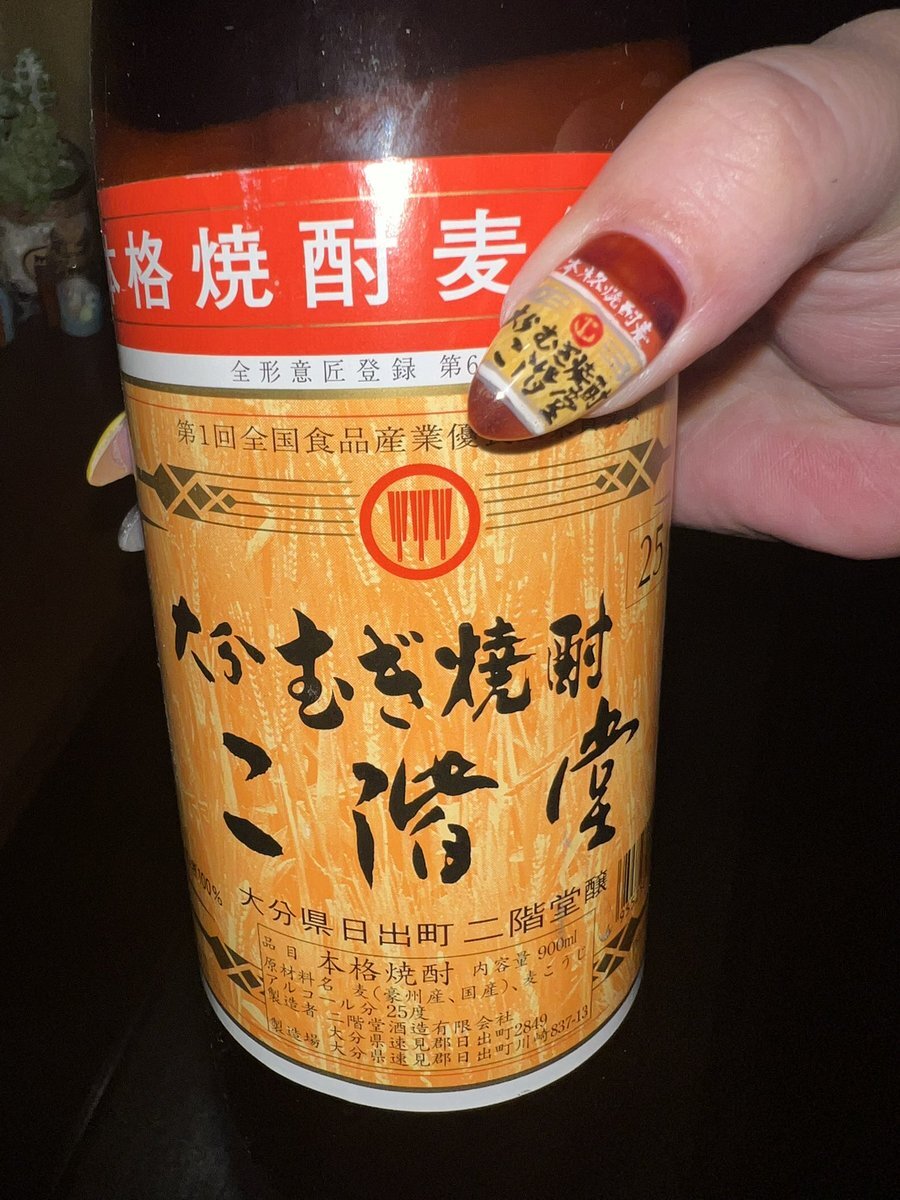 本格焼酎麦
全形意匠登録 第6
第1回全国食品産業優
25
大分むぎ焼酎
二階堂
100%
大分県日出町 二階堂醸
品目 本格焼酎 内容量 900ml
原材料名 麦(豪州産、国産)、麦こうじ
アルコール分 25度
製造者 二階堂酒造有限会社
大分県速見郡日出町2849
製造場 大分県速見郡日出町川崎837-13
本格焼酎麦
大分むぎ焼酎
二階堂